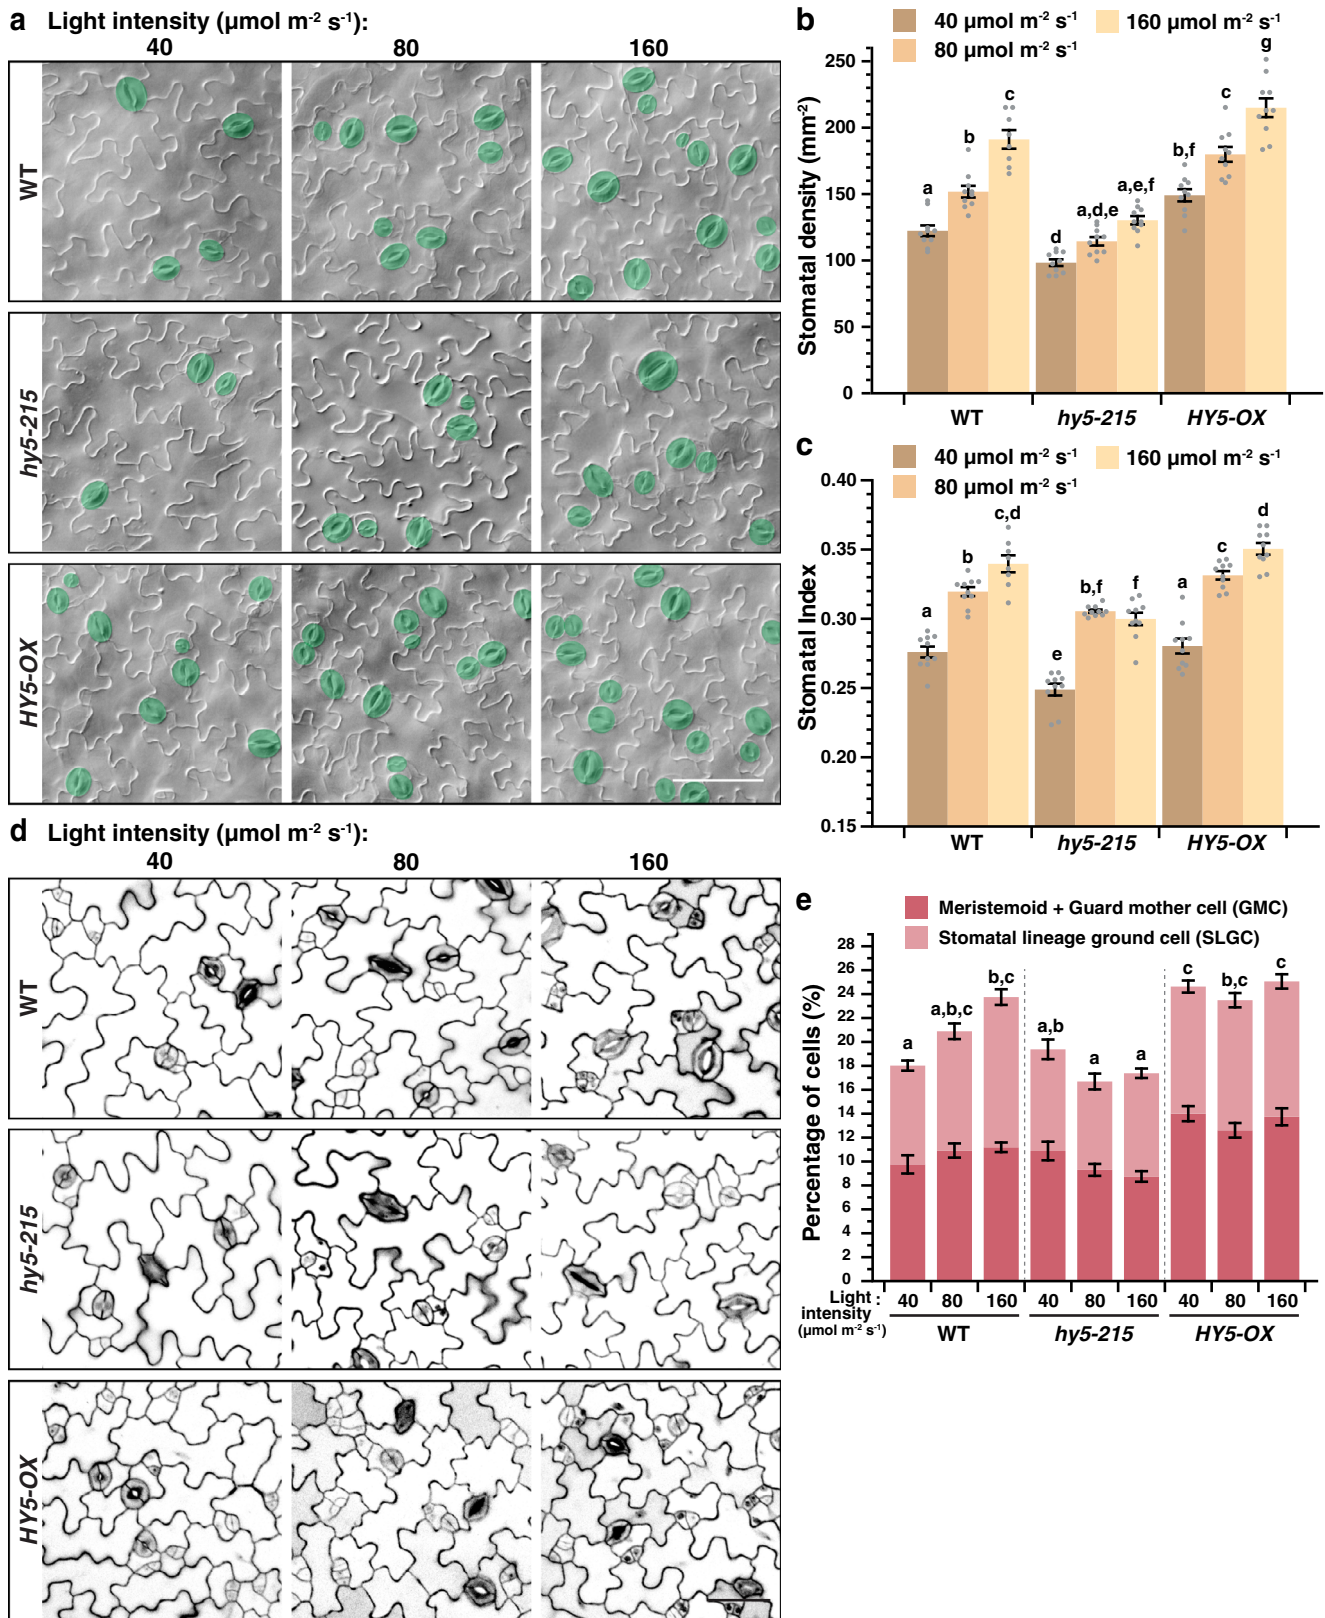 a Light intensity (µmol m⁻² s⁻¹):
40 80 160
WT
hy5-215
HY5-OX
b 40 µmol m⁻² s⁻¹ 160 µmol m⁻² s⁻¹
80 µmol m⁻² s⁻¹
Stomatal density (mm⁻²)
250
200
150
100
50
0
a b c d a,d,e a,e,f b,f c g
WT hy5-215 HY5-OX
c 40 µmol m⁻² s⁻¹ 160 µmol m⁻² s⁻¹
80 µmol m⁻² s⁻¹
Stomatal Index
0.40
0.35
0.30
0.25
0.20
0.15
a b c,d e b,f f a c d
WT hy5-215 HY5-OX
d Light intensity (µmol m⁻² s⁻¹):
40 80 160
WT
hy5-215
HY5-OX
e Meristemoid + Guard mother cell (GMC)
Stomatal lineage ground cell (SLGC)
Percentage of cells (%)
28
26
24
22
20
18
16
14
12
10
8
6
4
2
0
a a,b,c b,c a,b a a c b,c c
Light intensity (µmol m⁻² s⁻¹) : 40 80 160 40 80 160 40 80 160
WT hy5-215 HY5-OX